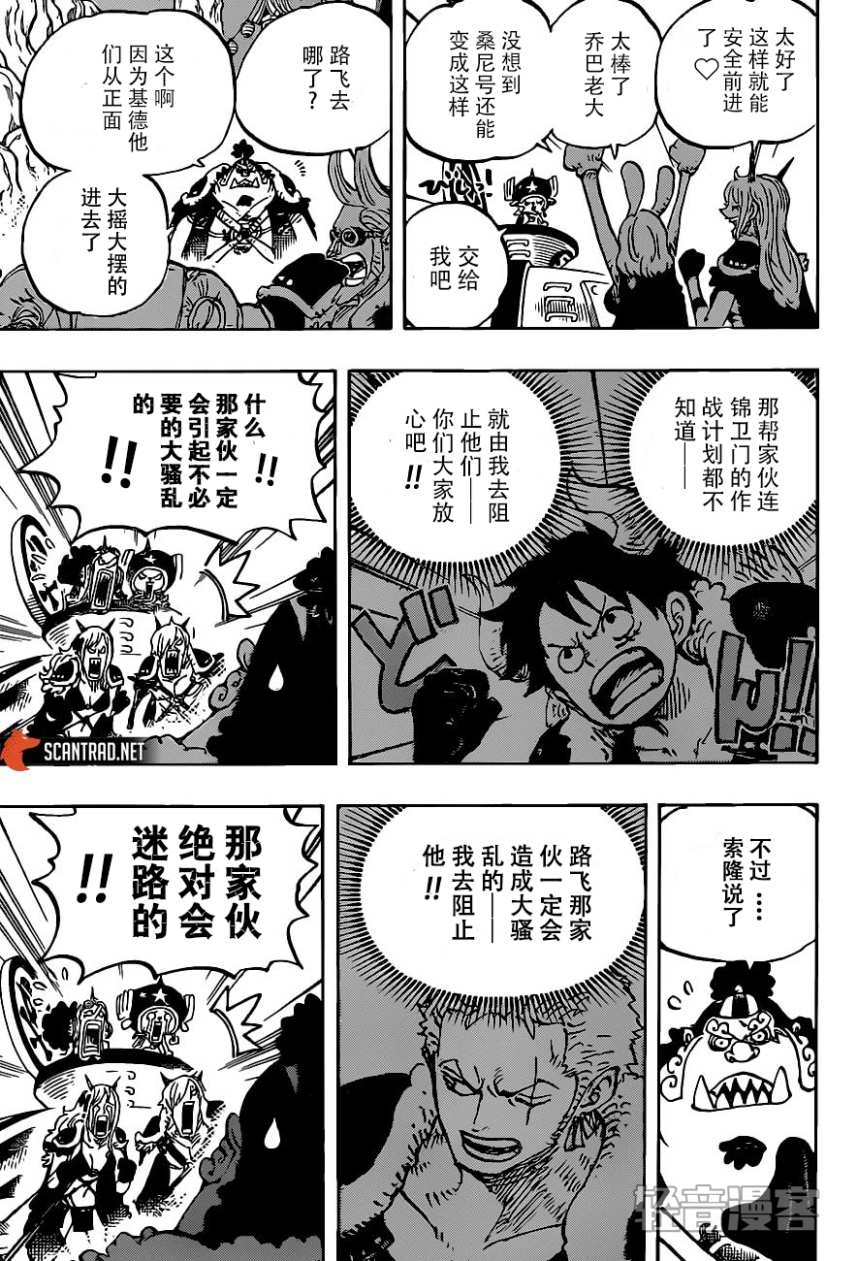 太好了
这样就能
安全前进
了♡
太棒了
乔巴老大
没想到
桑尼号还能
变成这样
交给
我吧
路飞去
哪了？
这个啊
因为基德他
们从正面
大摇大摆的
进去了
那帮家伙连
锦卫门的作
战计划都不
知道——
就由我去阻
止他们——
你们大家放
心吧!!
どん!!
什么
那家伙一定
会引起不必
要的大骚乱
的
!!
!!
SCANTRAD.NET
不过....
索隆说了
路飞那家
伙一定会
造成大骚
乱的——
我去阻止
他!!
那家伙
绝对会
迷路的
!!
轻音漫客